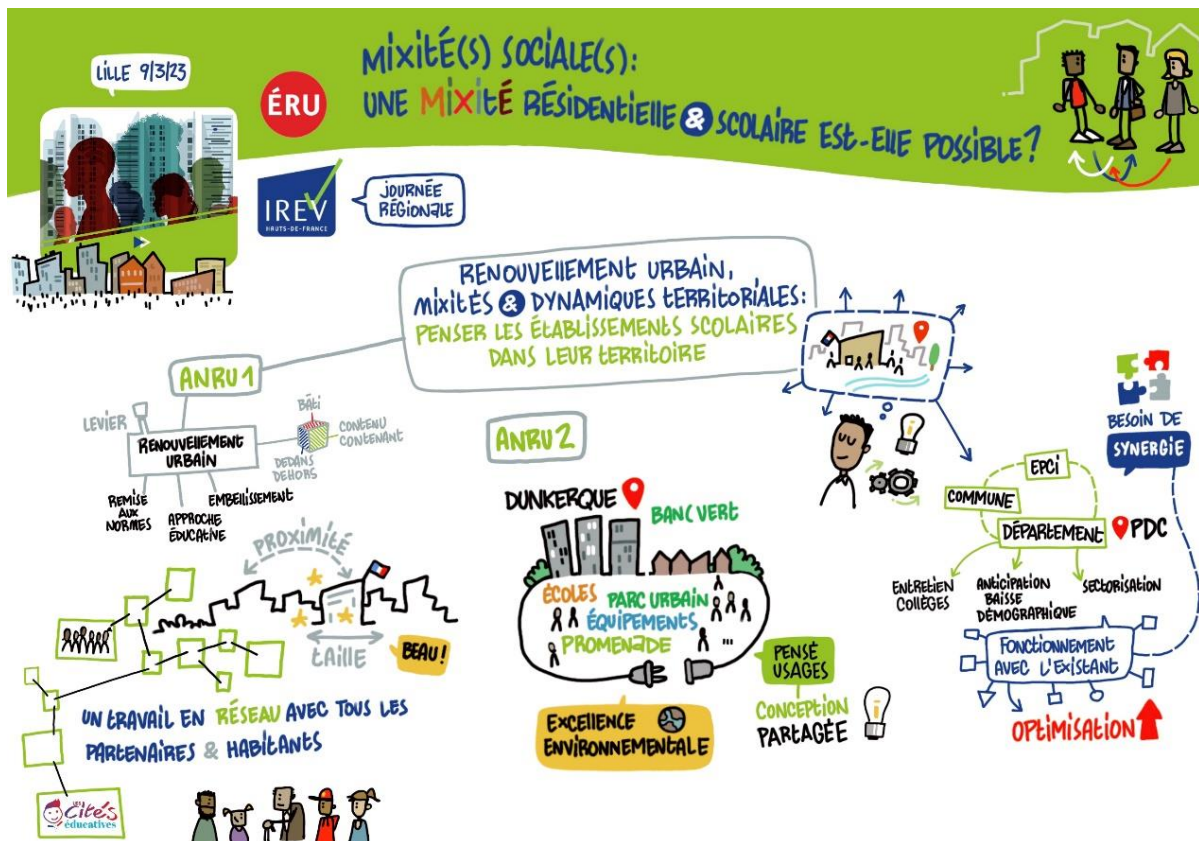 LILLE 9/3/23
ÉRU
MIXITÉ(S) SOCIALE(S):
UNE MIXITÉ RÉSIDENTIELLE & SCOLAIRE EST-ELLE POSSIBLE?
IREV
HAUTS-DE-FRANCE
JOURNÉE
RÉGIONALE
RENOUVELLEMENT URBAIN,
MIXITÉS & DYNAMIQUES TERRITORIALES:
PENSER LES ÉTABLISSEMENTS SCOLAIRES
DANS LEUR TERRITOIRE
ANRU 1
LEVIER
RENOUVELLEMENT
URBAIN
BÂTI
CONTENU
CONTENANT
DEDANS
DEHORS
REMISE
AUX
NORMES
APPROCHE
ÉDUCATIVE
EMBELLISSEMENT
PROXIMITÉ
TAILLE
BEAU!
UN TRAVAIL EN RÉSEAU AVEC TOUS LES
PARTENAIRES & HABITANTS
LES
Cités
éducatives
ANRU 2
DUNKERQUE
BANC VERT
ÉCOLES
PARC URBAIN
ÉQUIPEMENTS
PROMENADE
...
EXCELLENCE
ENVIRONNEMENTALE
PENSÉ
USAGES
CONCEPTION
PARTAGÉE
BESOIN DE
SYNERGIE
EPCI
COMMUNE
DÉPARTEMENT
PDC
ENTRETIEN
COLLÈGES
ANTICIPATION
BAISSE
DÉMOGRAPHIQUE
SECTORISATION
FONCTIONNEMENT
AVEC L'EXISTANT
OPTIMISATION